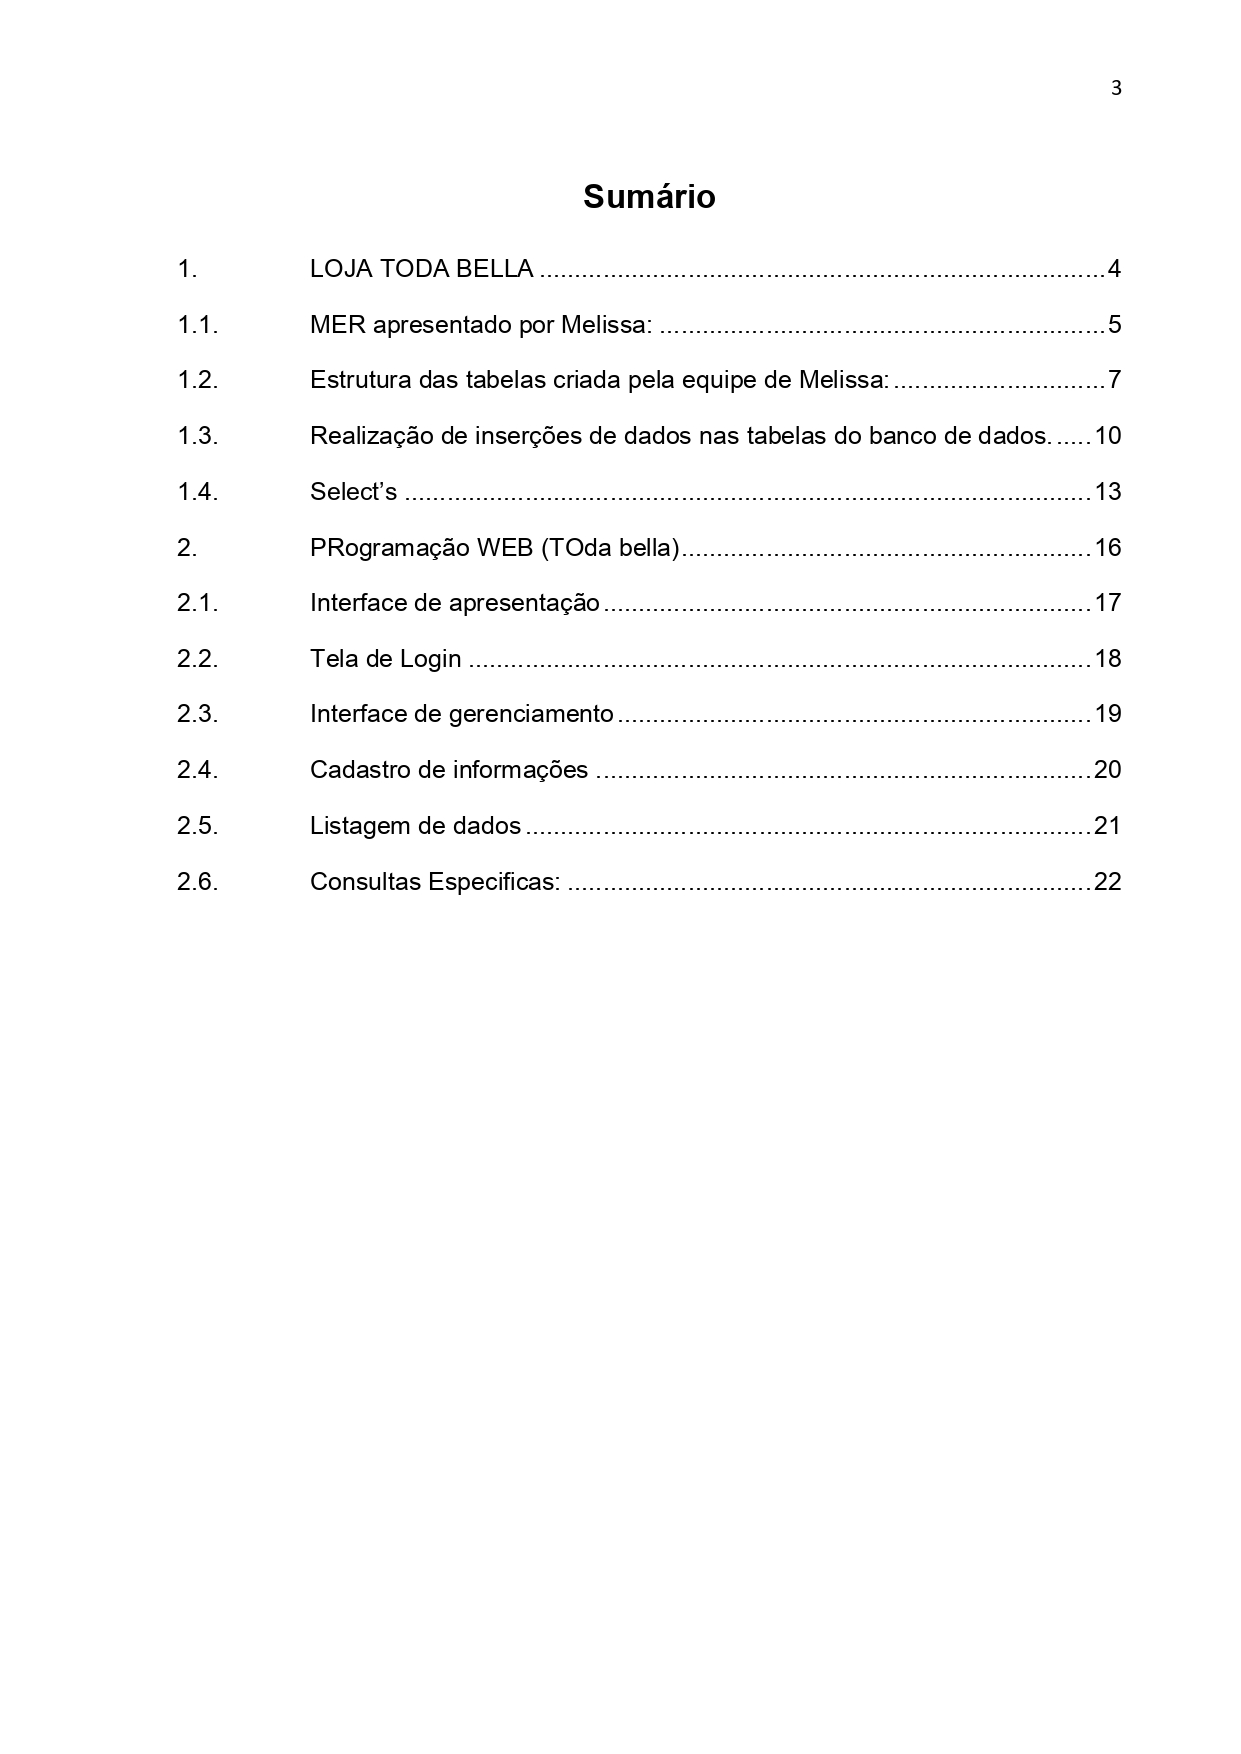 3
Sumário
1. LOJA TODA BELLA ................................................................................ 4
1.1. MER apresentado por Melissa: ............................................................... 5
1.2. Estrutura das tabelas criada pela equipe de Melissa: .............................. 7
1.3. Realização de inserções de dados nas tabelas do banco de dados. ..... 10
1.4. Select’s ................................................................................................. 13
2. PRogramação WEB (TOda bella) .......................................................... 16
2.1. Interface de apresentação ..................................................................... 17
2.2. Tela de Login ........................................................................................ 18
2.3. Interface de gerenciamento ................................................................... 19
2.4. Cadastro de informações ...................................................................... 20
2.5. Listagem de dados ................................................................................ 21
2.6. Consultas Especificas: .......................................................................... 22